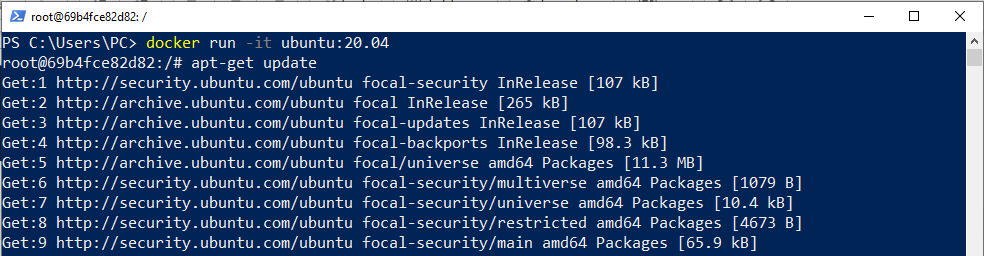 root@69b4fce82d82: /
PS C:\Users\PC> docker run -it ubuntu:20.04
root@69b4fce82d82:/# apt-get update
Get:1 http://security.ubuntu.com/ubuntu focal-security InRelease [107 kB]
Get:2 http://archive.ubuntu.com/ubuntu focal InRelease [265 kB]
Get:3 http://archive.ubuntu.com/ubuntu focal-updates InRelease [107 kB]
Get:4 http://archive.ubuntu.com/ubuntu focal-backports InRelease [98.3 kB]
Get:5 http://archive.ubuntu.com/ubuntu focal/universe amd64 Packages [11.3 MB]
Get:6 http://security.ubuntu.com/ubuntu focal-security/multiverse amd64 Packages [1079 B]
Get:7 http://security.ubuntu.com/ubuntu focal-security/universe amd64 Packages [10.4 kB]
Get:8 http://security.ubuntu.com/ubuntu focal-security/restricted amd64 Packages [4673 B]
Get:9 http://security.ubuntu.com/ubuntu focal-security/main amd64 Packages [65.9 kB]